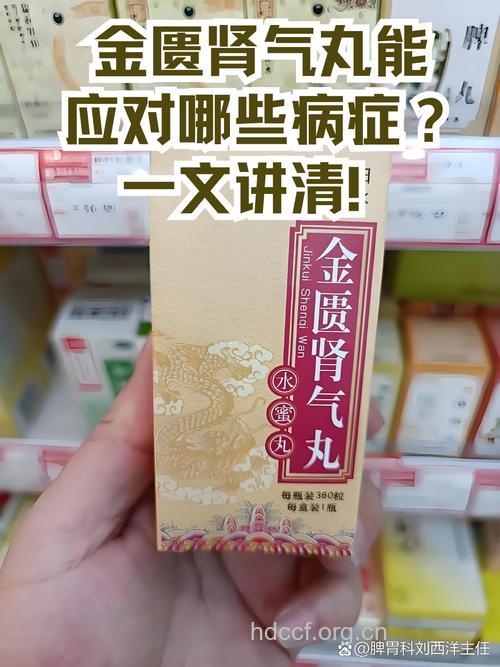 金匮肾气丸能
应对哪些病症？
一文讲清!
金匮肾气丸
Jinkui Shenqi Wan
水蜜丸
每瓶装360粒
每盒装1瓶
hdccf.org.cn
脾胃科刘西洋主任